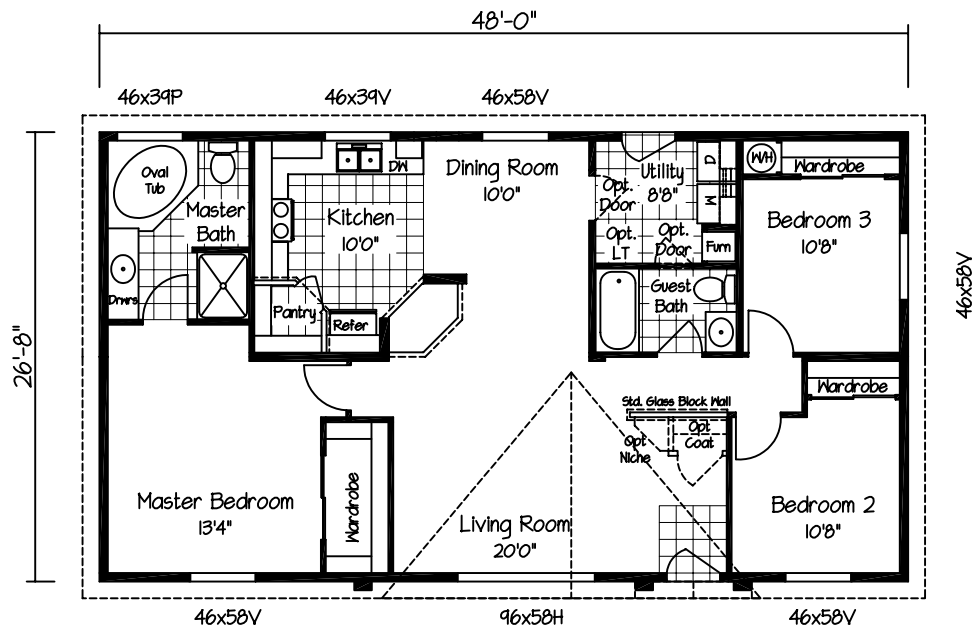 48'-0"
46x39P
46x39V
46x58V
26'-8"
Oval
Tub
Master
Bath
Drwrs
Kitchen
10'0"
DW
Pantry
Refer
Dining Room
10'0"
Utility
8'8"
Opt.
Door
Opt.
LT
Opt.
Door
D
M
Furn
W/H
Wardrobe
Bedroom 3
10'8"
46x58V
Guest
Bath
Wardrobe
Std. Glass Block Wall
Opt
Niche
Opt
Coat
Master Bedroom
13'4"
Wardrobe
Living Room
20'0"
Bedroom 2
10'8"
46x58V
96x58H
46x58V